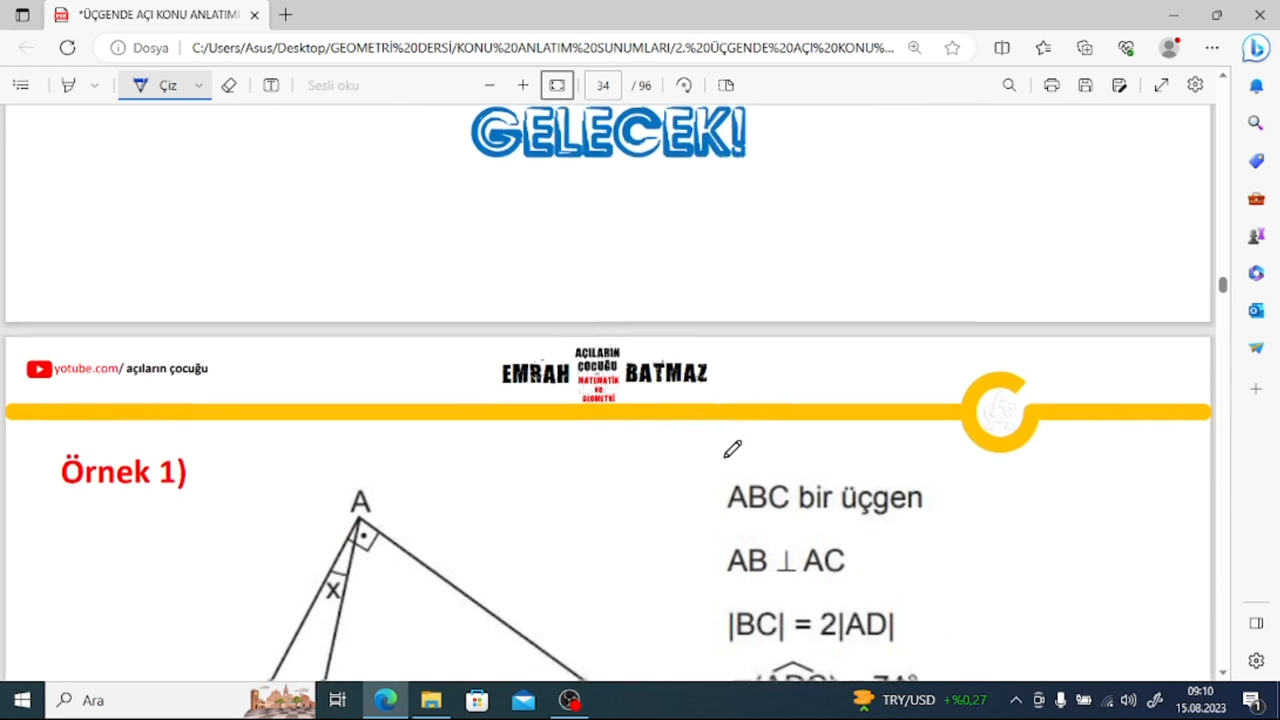 *ÜÇGENDE AÇI KONU ANLATIMI
Dosya
C:/Users/Asus/Desktop/GEOMETRİ%20DERSİ/KONU%20ANLATIM%20SUNUMLARI/2.%20ÜÇGENDE%20AÇI%20KONU%...
Çiz
Sesli oku
34 / 96
GELECEK!
yotube.com/ açıların çocuğu
EMRAH
AÇILARIN
ÇOCUĞU
MATEMATİK
ve
GEOMETRİ
BATMAZ
Örnek 1)
A
x
ABC bir üçgen
AB ⊥ AC
|BC| = 2|AD|
Ara
TRY/USD +%0,27
09:10
15.08.2023
1